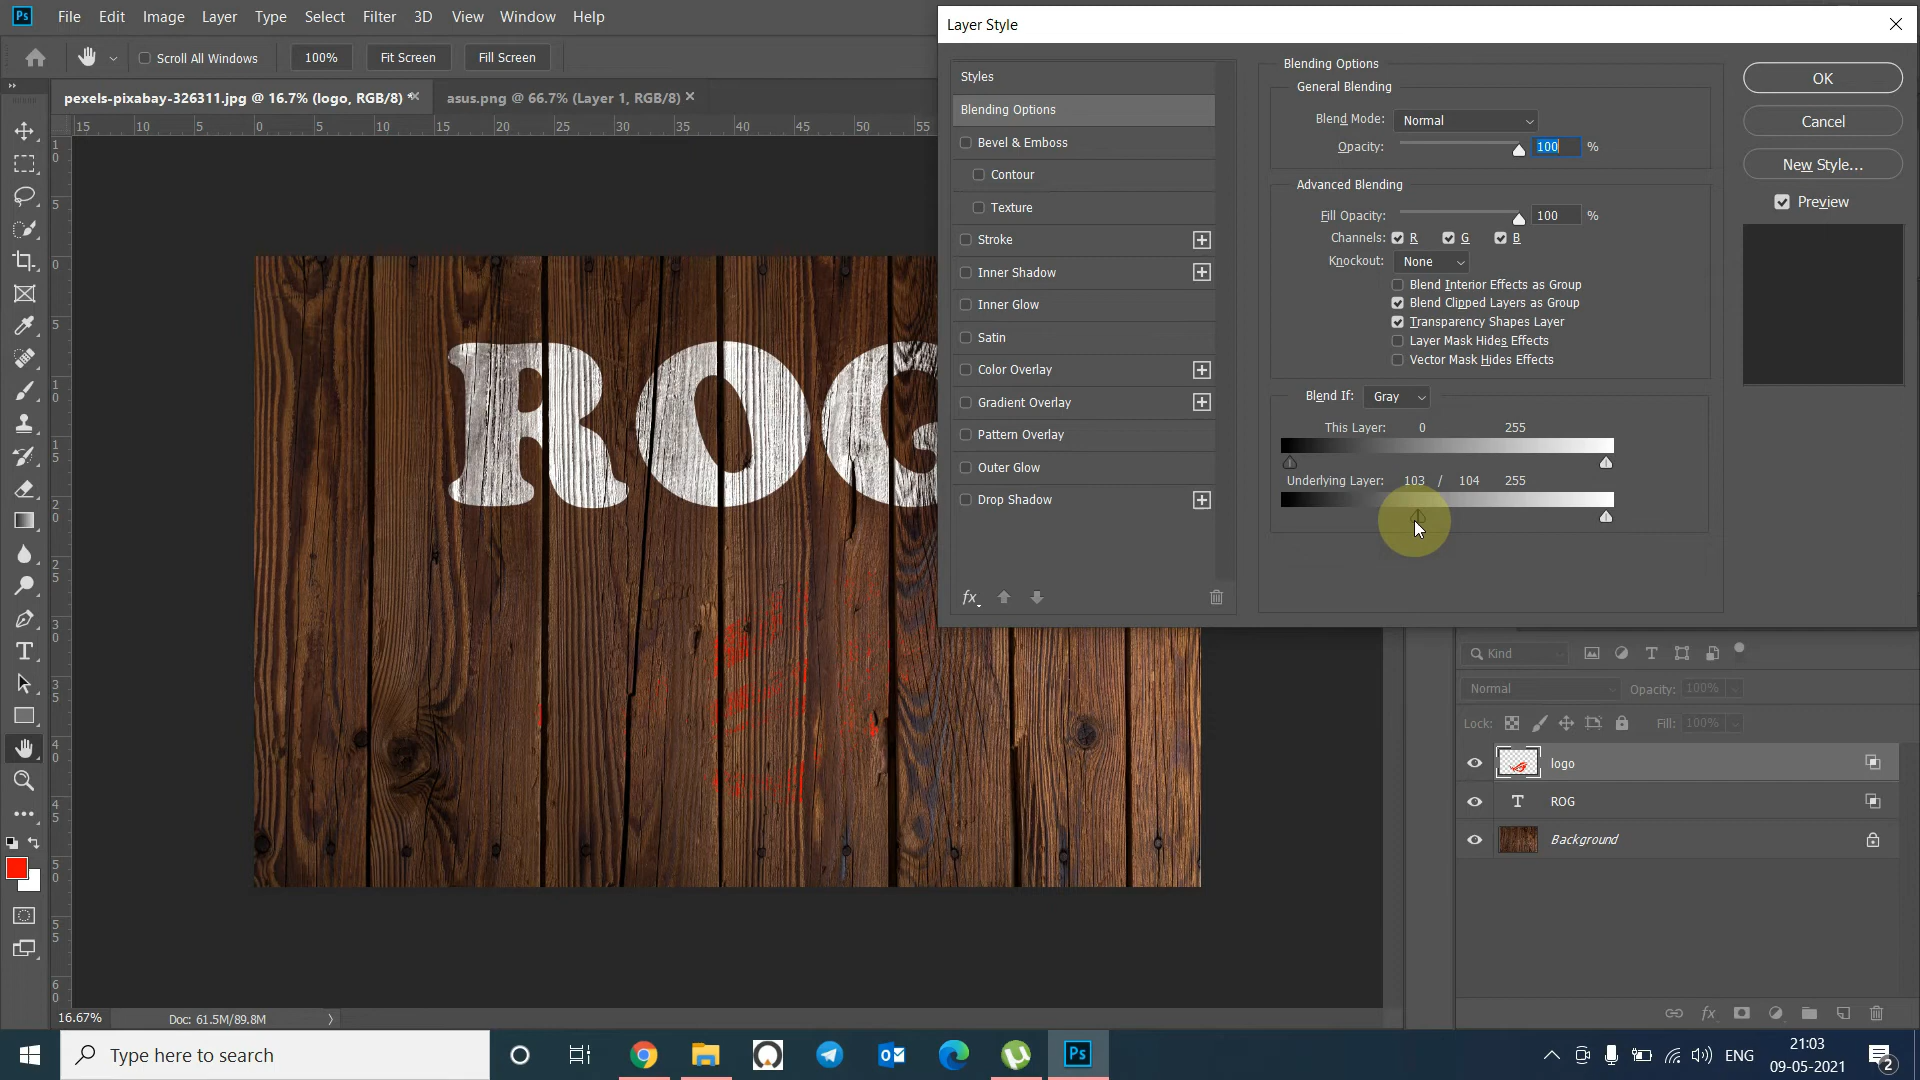 Ps File Edit Image Layer Type Select Filter 3D View Window Help
Layer Style
Scroll All Windows 100% Fit Screen Fill Screen
pexels-pixabay-326311.jpg @ 16.7% (logo, RGB/8) *
asus.png @ 66.7% (Layer 1, RGB/8)
15 10 5 0 5 10 15 20 25 30 35 40 45 50 55
10
5
0
5
10
15
20
25
30
35
40
45
50
55
60
ROG
Styles
Blending Options
Bevel & Emboss
Contour
Texture
Stroke
Inner Shadow
Inner Glow
Satin
Color Overlay
Gradient Overlay
Pattern Overlay
Outer Glow
Drop Shadow
fx
Blending Options
General Blending
Blend Mode: Normal
Opacity: 100 %
Advanced Blending
Fill Opacity: 100 %
Channels: R G B
Knockout: None
Blend Interior Effects as Group
Blend Clipped Layers as Group
Transparency Shapes Layer
Layer Mask Hides Effects
Vector Mask Hides Effects
Blend If: Gray
This Layer: 0 255
Underlying Layer: 103 / 104 255
OK
Cancel
New Style...
Preview
Kind
Normal Opacity: 100%
Lock: Fill: 100%
logo
T ROG
Background
fx
16.67% Doc: 61.5M/89.8M
Type here to search
Ps
ENG
21:03
09-05-2021
2